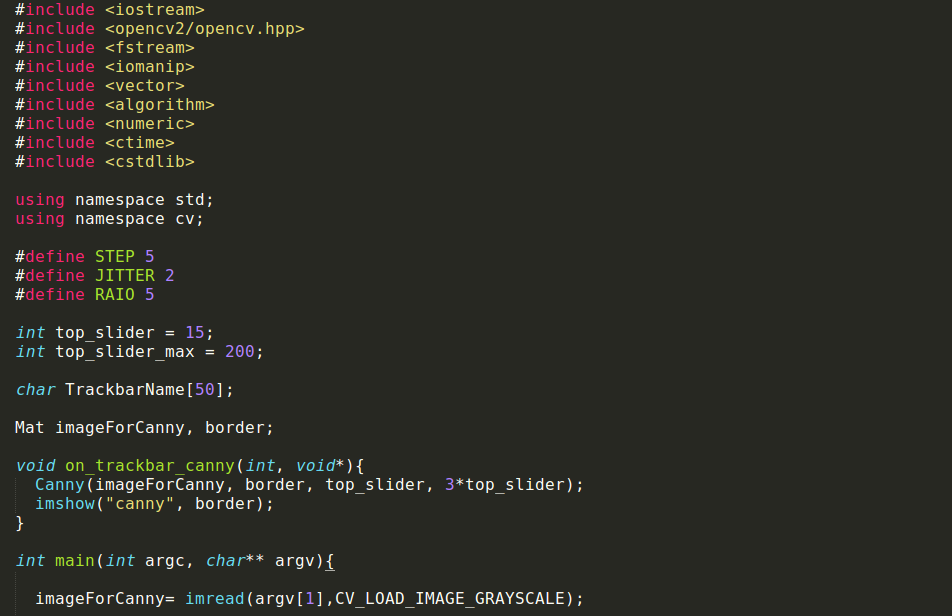 #include <iostream>
#include <opencv2/opencv.hpp>
#include <fstream>
#include <iomanip>
#include <vector>
#include <algorithm>
#include <numeric>
#include <ctime>
#include <cstdlib>
using namespace std;
using namespace cv;
#define STEP 5
#define JITTER 2
#define RAIO 5
int top_slider = 15;
int top_slider_max = 200;
char TrackbarName[50];
Mat imageForCanny, border;
void on_trackbar_canny(int, void*){
  Canny(imageForCanny, border, top_slider, 3*top_slider);
  imshow("canny", border);
}
int main(int argc, char** argv){
  imageForCanny= imread(argv[1],CV_LOAD_IMAGE_GRAYSCALE);